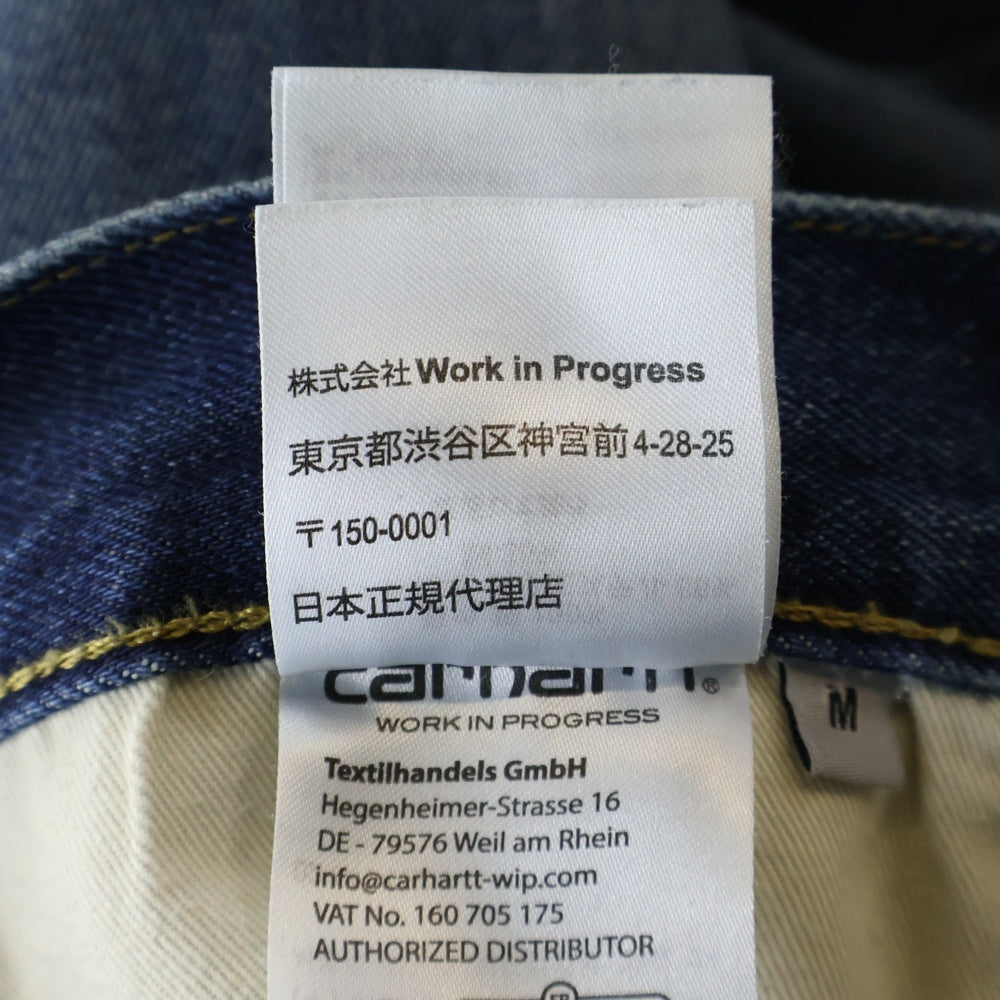 株式会社Work in Progress
東京都渋谷区神宮前4-28-25
〒150-0001
日本正規代理店
carhartt®
WORK IN PROGRESS
M
Textilhandels GmbH
Hegenheimer-Strasse 16
DE - 79576 Weil am Rhein
info@carhartt-wip.com
VAT No. 160 705 175
AUTHORIZED DISTRIBUTOR